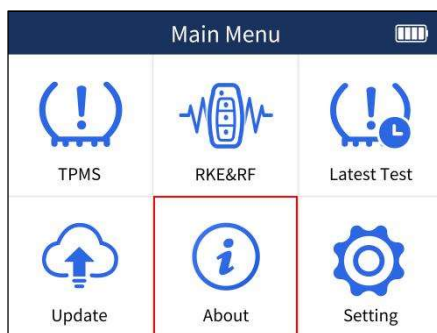 Main Menu
TPMS
RKE&RF
Latest Test
Update
About
Setting